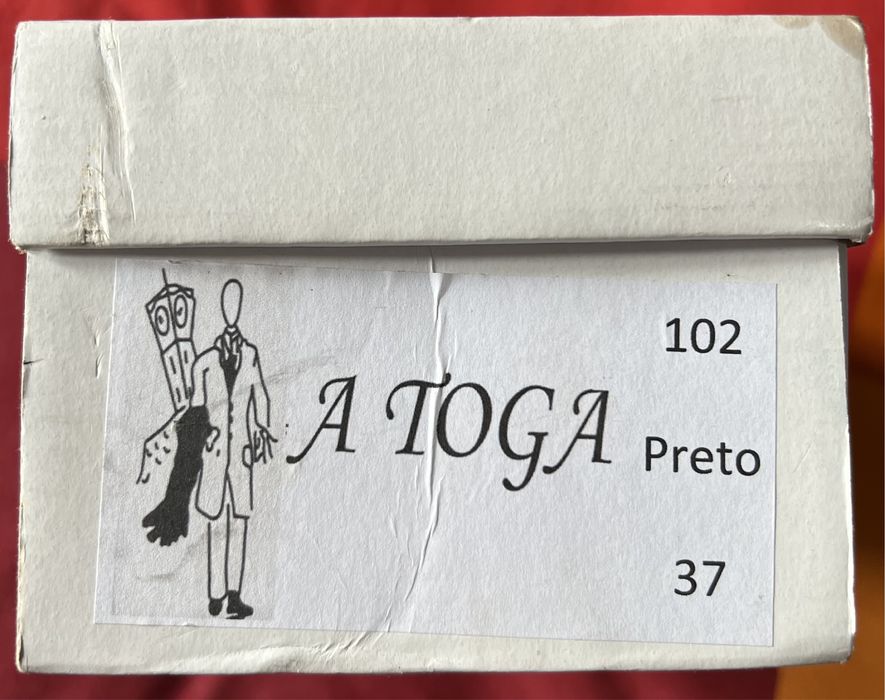 A TOGA
102
Preto
37